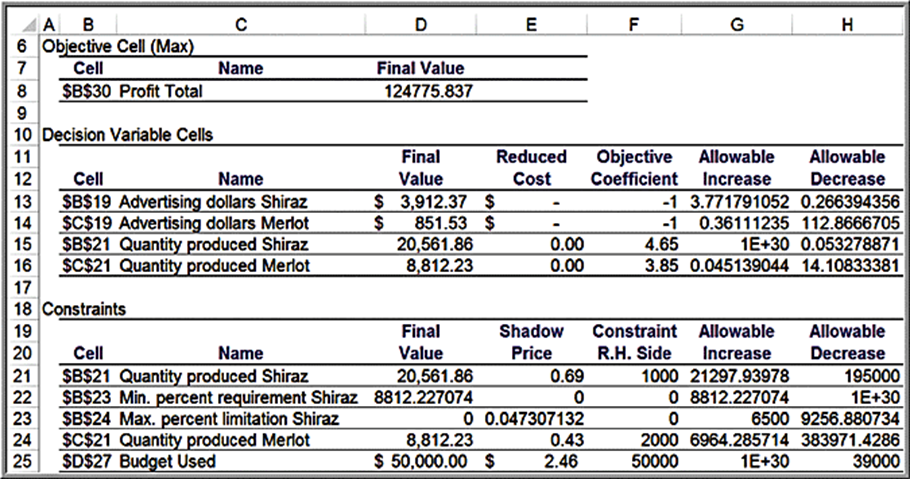 A B C D E F G H
6 Objective Cell (Max)
7 Cell Name Final Value
8 $B$30 Profit Total 124775.837
9
10 Decision Variable Cells
11 Final Reduced Objective Allowable Allowable
12 Cell Name Value Cost Coefficient Increase Decrease
13 $B$19 Advertising dollars Shiraz $ 3,912.37 $ - -1 3.771791052 0.266394356
14 $C$19 Advertising dollars Merlot $ 851.53 $ - -1 0.36111235 112.8666705
15 $B$21 Quantity produced Shiraz 20,561.86 0.00 4.65 1E+30 0.053278871
16 $C$21 Quantity produced Merlot 8,812.23 0.00 3.85 0.045139044 14.10833381
17
18 Constraints
19 Final Shadow Constraint Allowable Allowable
20 Cell Name Value Price R.H. Side Increase Decrease
21 $B$21 Quantity produced Shiraz 20,561.86 0.69 1000 21297.93978 195000
22 $B$23 Min. percent requirement Shiraz 8812.227074 0 0 8812.227074 1E+30
23 $B$24 Max. percent limitation Shiraz 0 0.047307132 0 6500 9256.880734
24 $C$21 Quantity produced Merlot 8,812.23 0.43 2000 6964.285714 383971.4286
25 $D$27 Budget Used $ 50,000.00 $ 2.46 50000 1E+30 39000